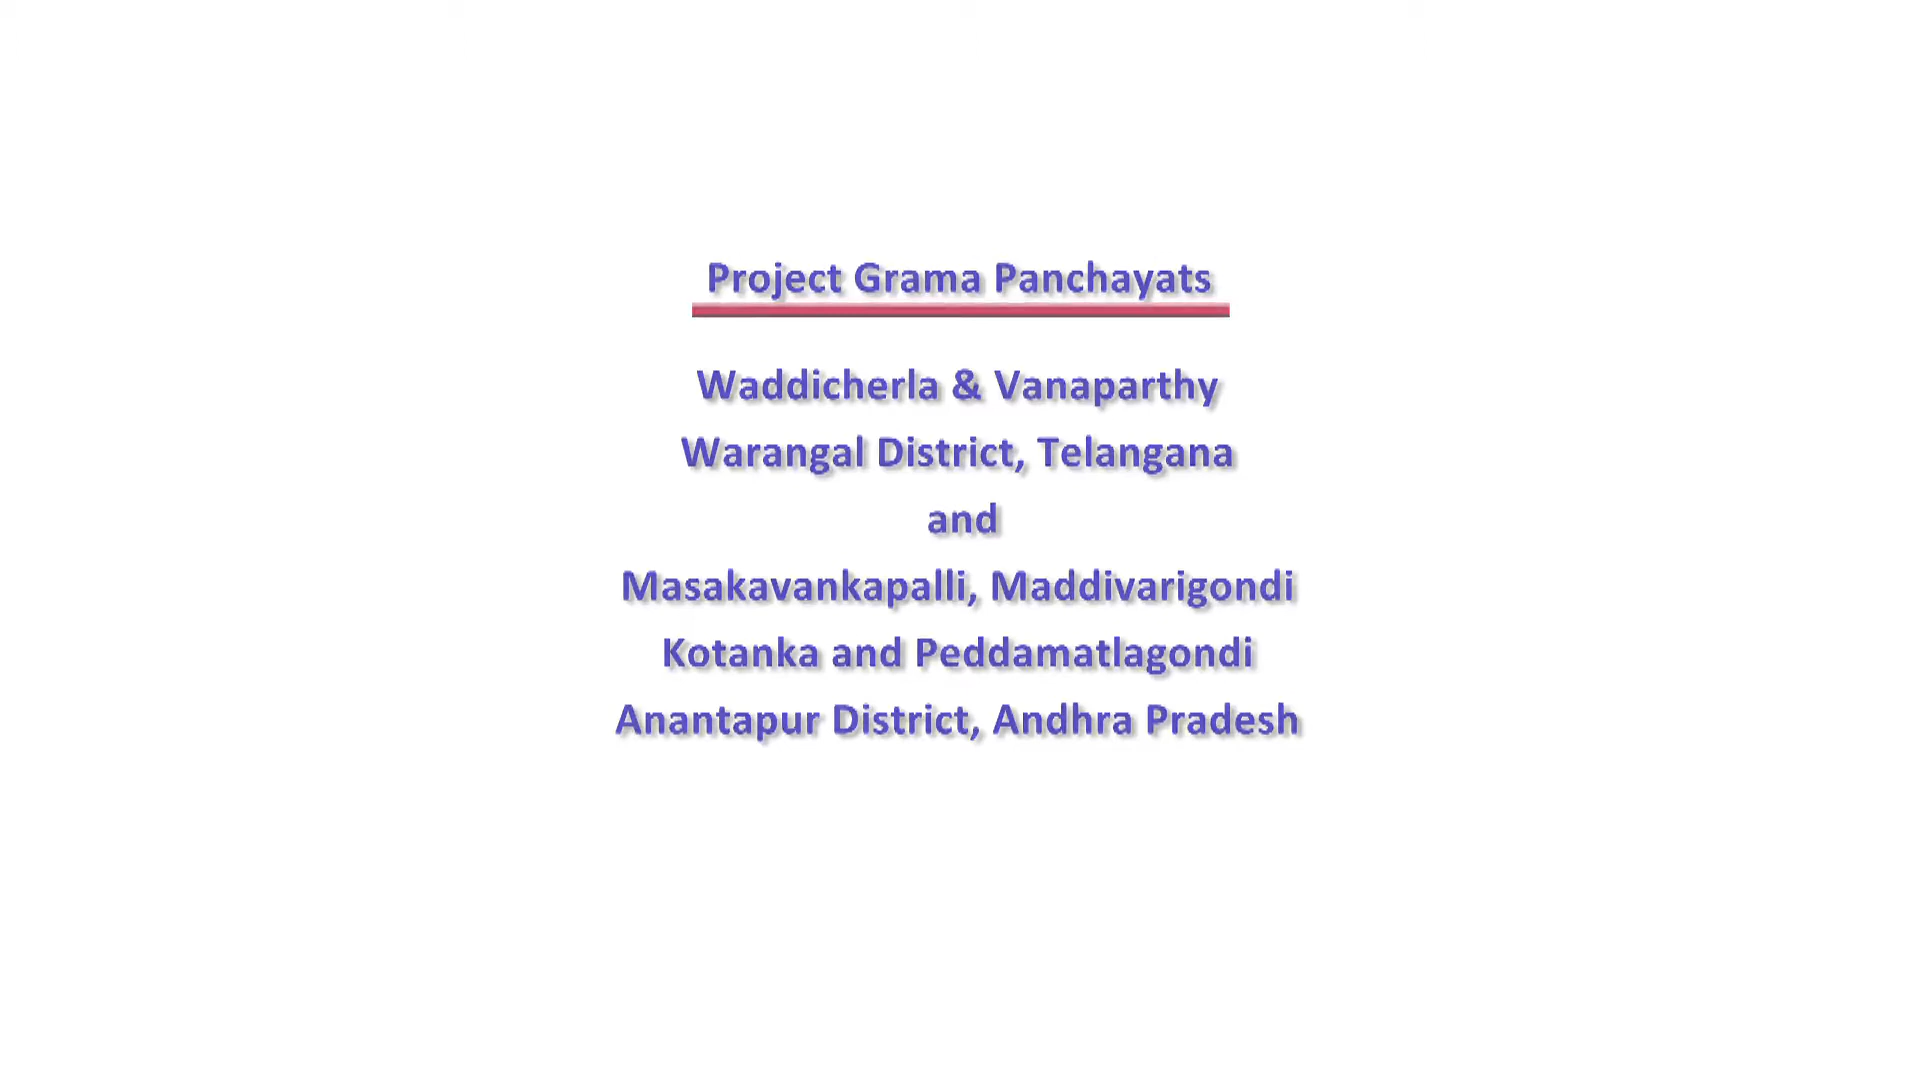 Project Grama Panchayats
Waddicherla & Vanaparthy
Warangal District, Telangana
and
Masakavankapalli, Maddivarigondi
Kotanka and Peddamatlagondi
Anantapur District, Andhra Pradesh